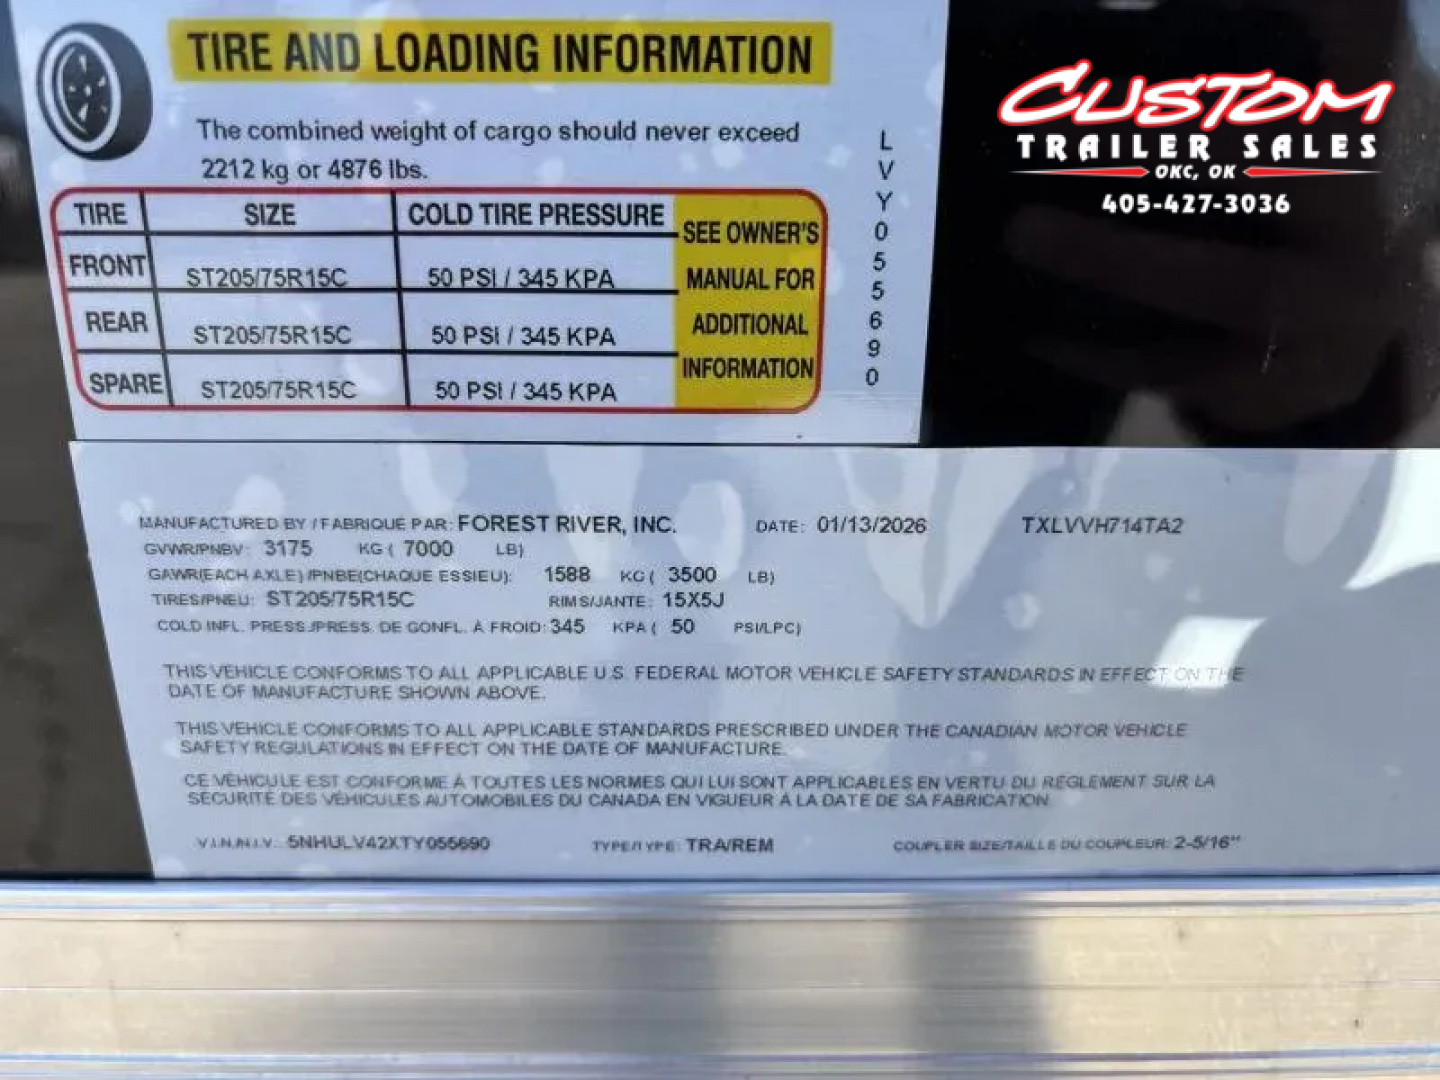 TIRE AND LOADING INFORMATION
The combined weight of cargo should never exceed
2212 kg or 4876 lbs.
TIRE SIZE COLD TIRE PRESSURE
FRONT ST205/75R15C 50 PSI / 345 KPA
REAR ST205/75R15C 50 PSI / 345 KPA
SPARE ST205/75R15C 50 PSI / 345 KPA
SEE OWNER'S
MANUAL FOR
ADDITIONAL
INFORMATION
LVY055690
CUSTOM
TRAILER SALES
OKC, OK
405-427-3036
MANUFACTURED BY / FABRIQUÉ PAR: FOREST RIVER, INC. DATE: 01/13/2026 TXLVVH714TA2
GVWR/PNBV: 3175 KG ( 7000 LB)
GAWR(EACH AXLE) /PNBE(CHAQUE ESSIEU): 1588 KG ( 3500 LB)
TIRES/PNEU: ST205/75R15C RIMS/JANTE: 15X5J
COLD INFL. PRESS./PRESS. DE GONFL. À FROID: 345 KPA ( 50 PSI/LPC)
THIS VEHICLE CONFORMS TO ALL APPLICABLE U.S. FEDERAL MOTOR VEHICLE SAFETY STANDARDS IN EFFECT ON THE
DATE OF MANUFACTURE SHOWN ABOVE.
THIS VEHICLE CONFORMS TO ALL APPLICABLE STANDARDS PRESCRIBED UNDER THE CANADIAN MOTOR VEHICLE
SAFETY REGULATIONS IN EFFECT ON THE DATE OF MANUFACTURE.
CE VÉHICULE EST CONFORME À TOUTES LES NORMES QUI LUI SONT APPLICABLES EN VERTU DU RÉGLEMENT SUR LA
SÉCURITÉ DES VÉHICULES AUTOMOBILES DU CANADA EN VIGUEUR À LA DATE DE SA FABRICATION.
V.I.N./N.I.V.: 5NHULV42XTY055690 TYPE/TYPE: TRA/REM COUPLER SIZE/TAILLE DU COUPLEUR: 2-5/16"